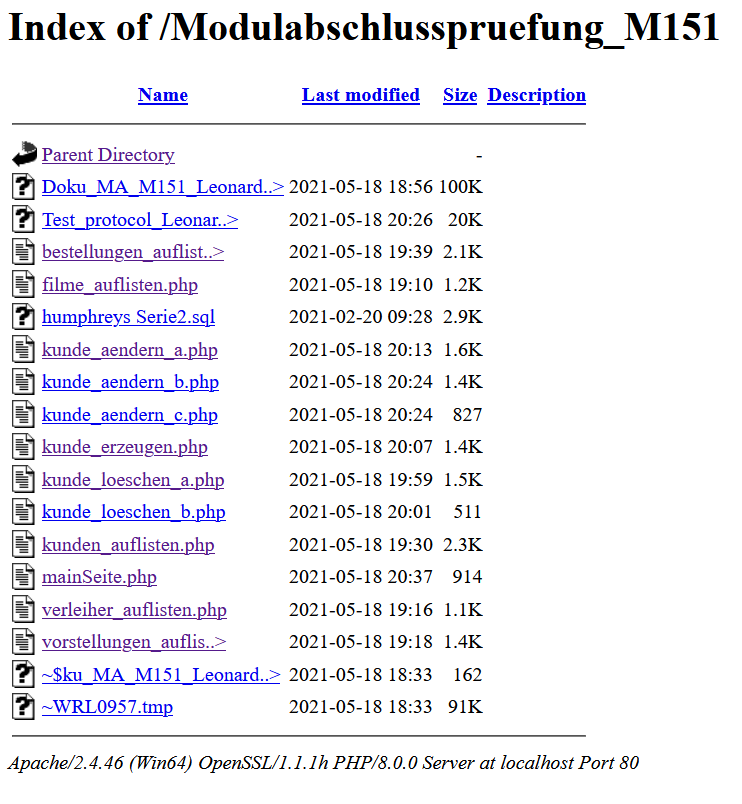 Index of /Modulabschlusspruefung_M151
Name Last modified Size Description
Parent Directory -
Doku_MA_M151_Leonard..> 2021-05-18 18:56 100K
Test_protocol_Leonar..> 2021-05-18 20:26 20K
bestellungen_auflist..> 2021-05-18 19:39 2.1K
filme_auflisten.php 2021-05-18 19:10 1.2K
humphreys Serie2.sql 2021-02-20 09:28 2.9K
kunde_aendern_a.php 2021-05-18 20:13 1.6K
kunde_aendern_b.php 2021-05-18 20:24 1.4K
kunde_aendern_c.php 2021-05-18 20:24 827
kunde_erzeugen.php 2021-05-18 20:07 1.4K
kunde_loeschen_a.php 2021-05-18 19:59 1.5K
kunde_loeschen_b.php 2021-05-18 20:01 511
kunden_auflisten.php 2021-05-18 19:30 2.3K
mainSeite.php 2021-05-18 20:37 914
verleiher_auflisten.php 2021-05-18 19:16 1.1K
vorstellungen_auflis..> 2021-05-18 19:18 1.4K
~$ku_MA_M151_Leonard..> 2021-05-18 18:33 162
~WRL0957.tmp 2021-05-18 18:33 91K
Apache/2.4.46 (Win64) OpenSSL/1.1.1h PHP/8.0.0 Server at localhost Port 80